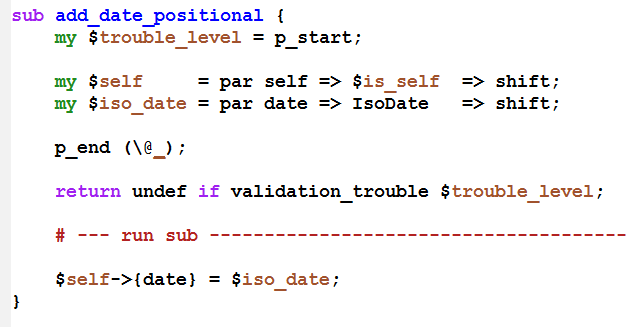 sub add_date_positional {
    my $trouble_level = p_start;

    my $self     = par self => $is_self  => shift;
    my $iso_date = par date => IsoDate   => shift;

    p_end (\@_);

    return undef if validation_trouble $trouble_level;

    # --- run sub --------------------------------------

    $self->{date} = $iso_date;
}